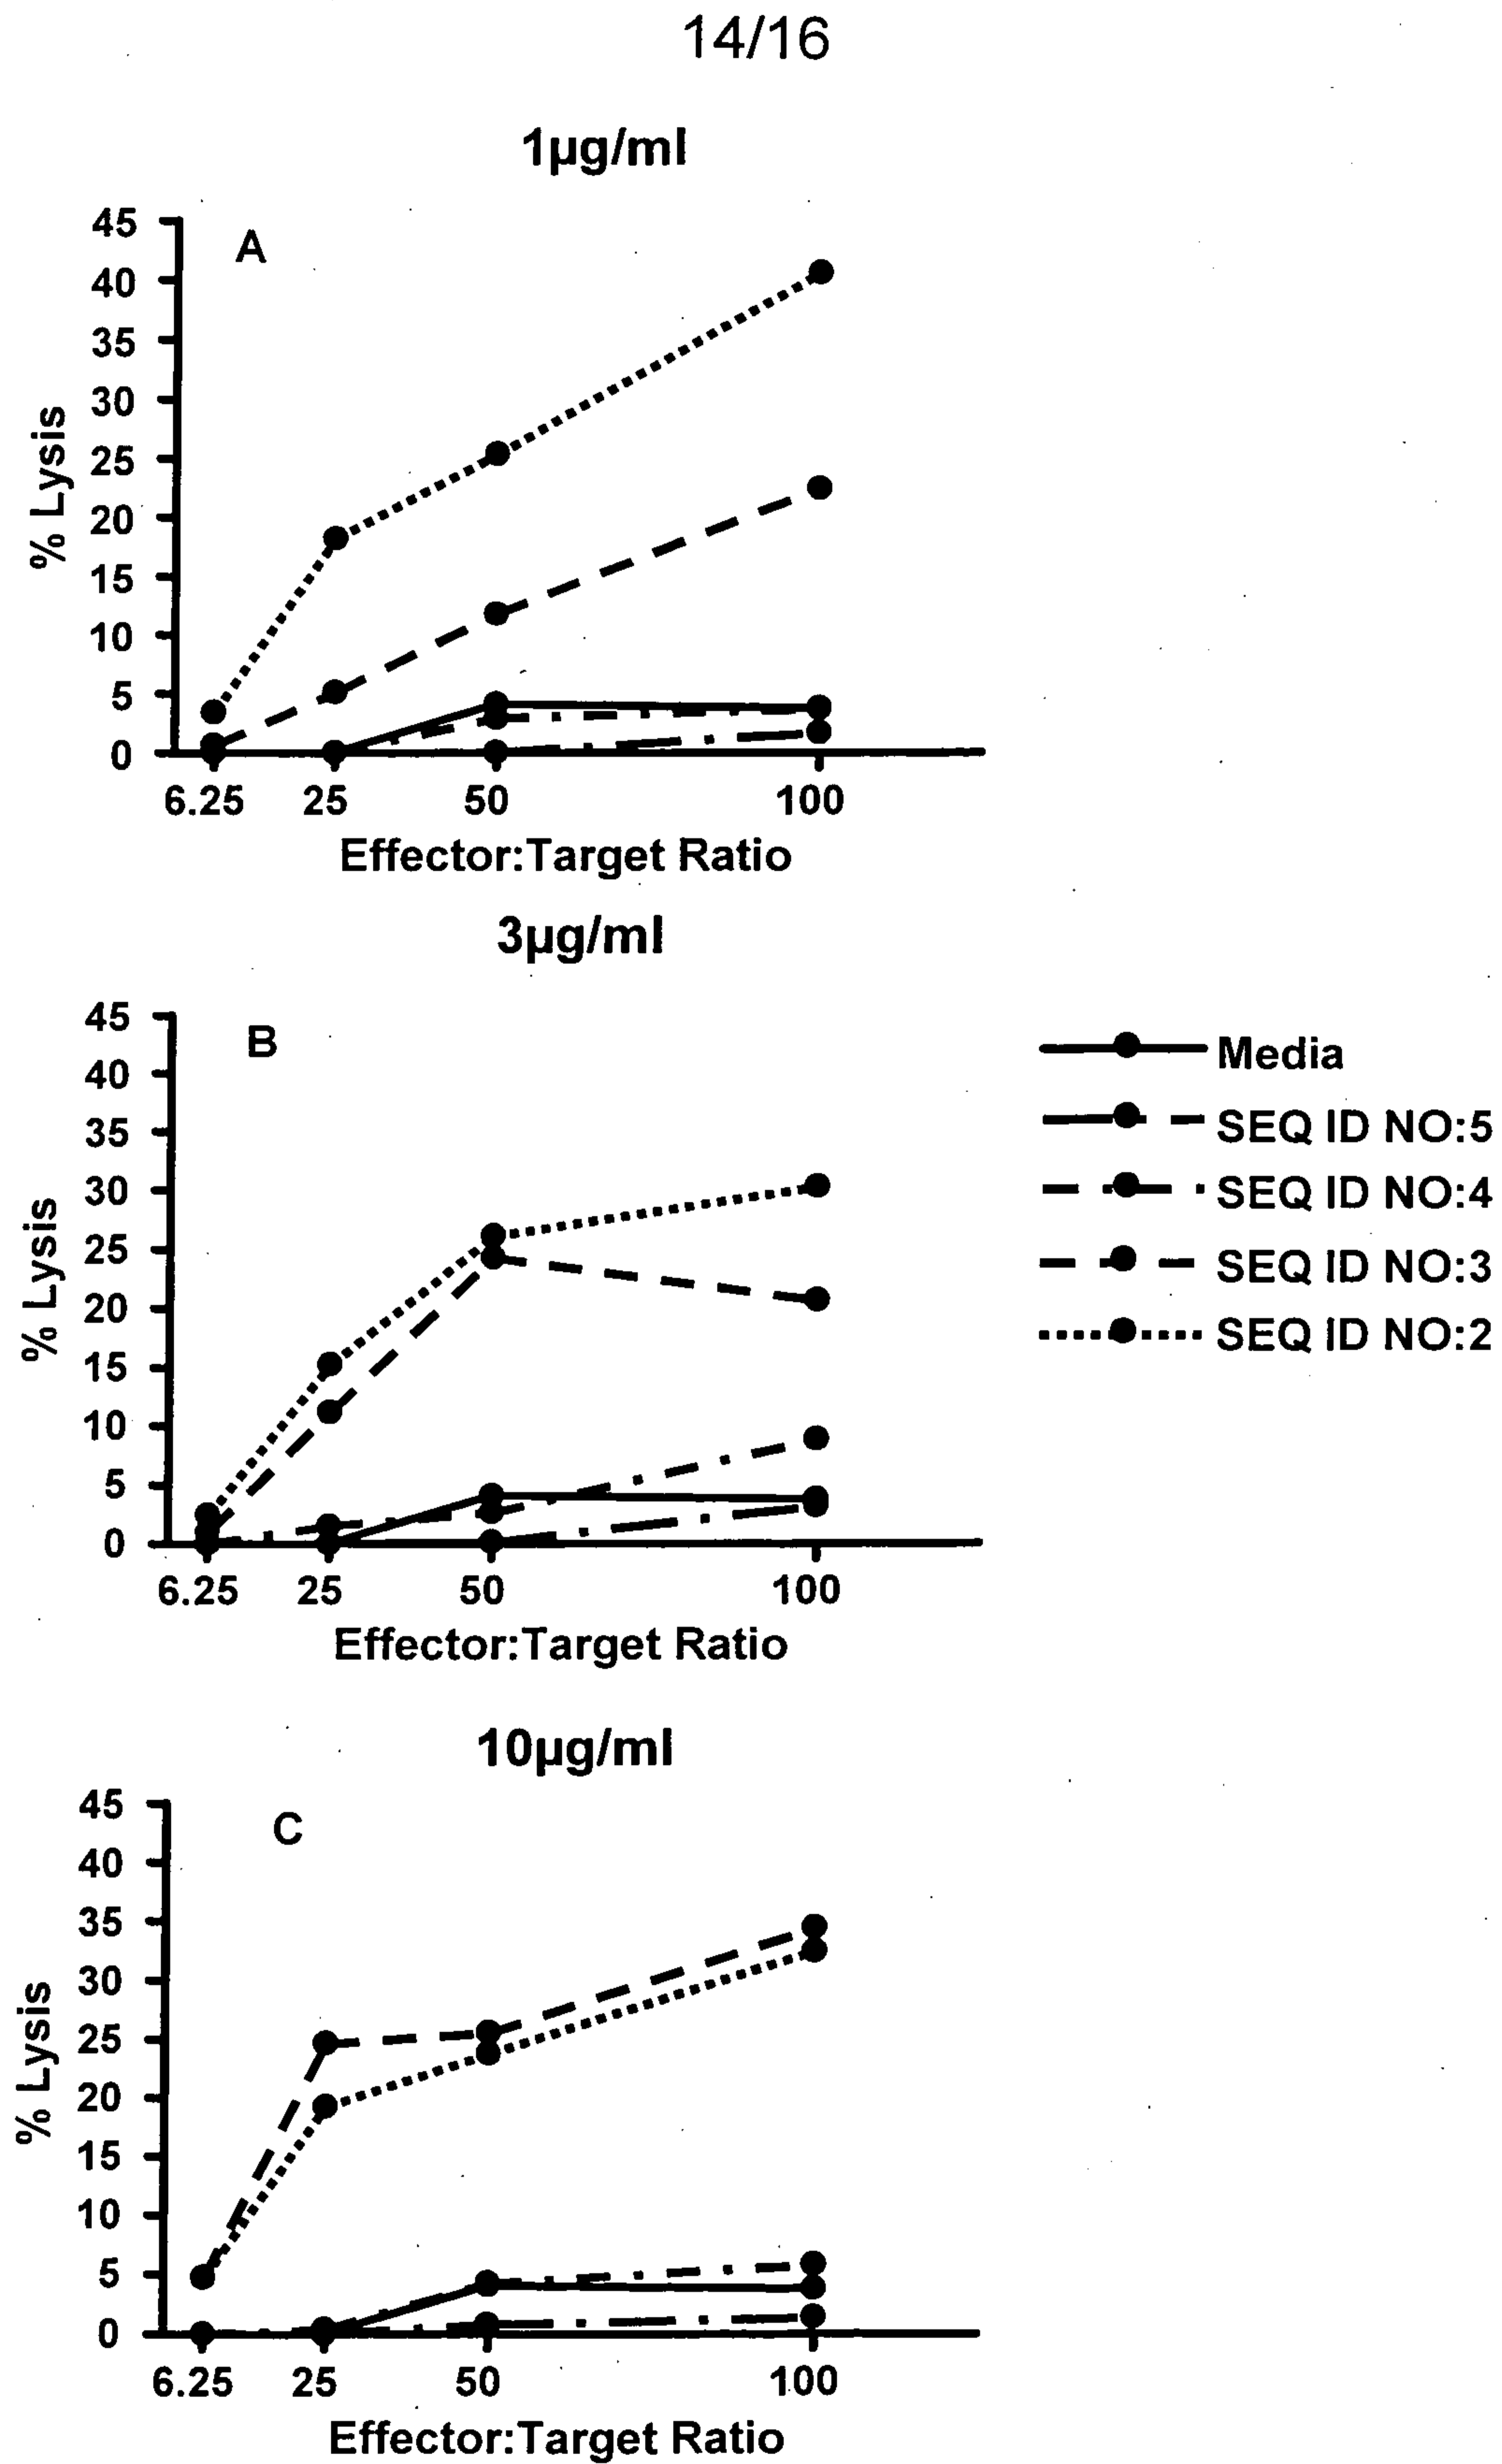 14/16
1µg/ml
A
45
40
35
30
25
20
15
10
5
0
% Lysis
6.25 25 50 100
Effector:Target Ratio
3µg/ml
B
45
40
35
30
25
20
15
10
5
0
% Lysis
6.25 25 50 100
Effector:Target Ratio
Media
SEQ ID NO:5
SEQ ID NO:4
SEQ ID NO:3
SEQ ID NO:2
10µg/ml
C
45
40
35
30
25
20
15
10
5
0
% Lysis
6.25 25 50 100
Effector:Target Ratio